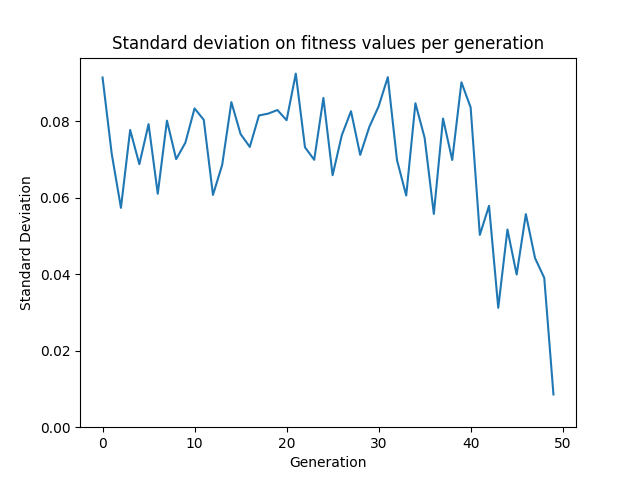 Standard deviation on fitness values per generation
0.08
0.06
0.04
0.02
0.00
Standard Deviation
0 10 20 30 40 50
Generation